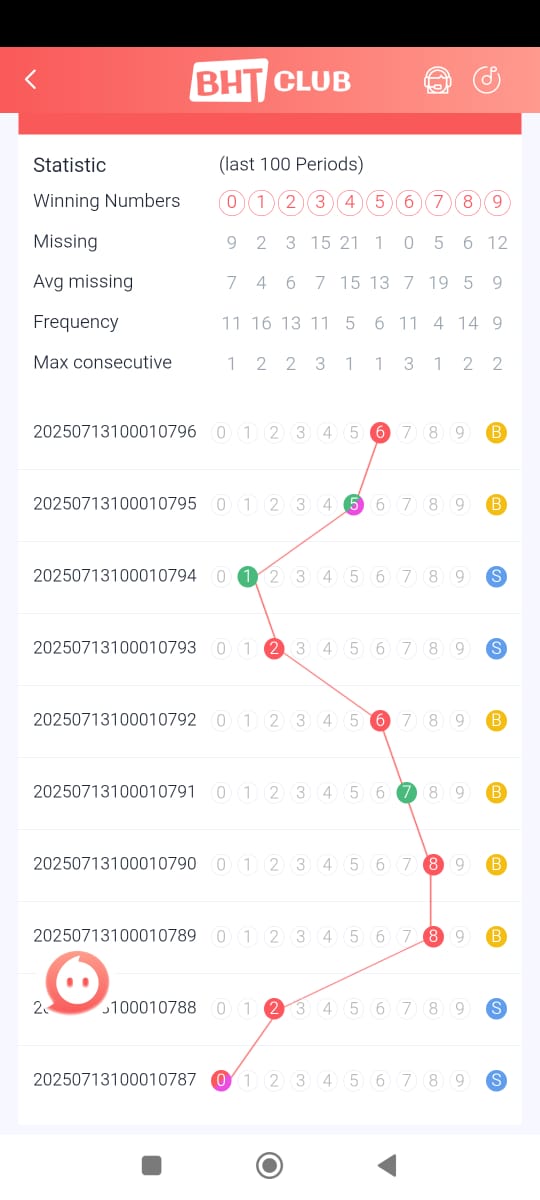 BHT CLUB
Statistic (last 100 Periods)
Winning Numbers 0 1 2 3 4 5 6 7 8 9
Missing 9 2 3 15 21 1 0 5 6 12
Avg missing 7 4 6 7 15 13 7 19 5 9
Frequency 11 16 13 11 5 6 11 4 14 9
Max consecutive 1 2 2 3 1 1 3 1 2 2
20250713100010796 0 1 2 3 4 5 6 7 8 9 B
20250713100010795 0 1 2 3 4 5 6 7 8 9 B
20250713100010794 0 1 2 3 4 5 6 7 8 9 S
20250713100010793 0 1 2 3 4 5 6 7 8 9 S
20250713100010792 0 1 2 3 4 5 6 7 8 9 B
20250713100010791 0 1 2 3 4 5 6 7 8 9 B
20250713100010790 0 1 2 3 4 5 6 7 8 9 B
20250713100010789 0 1 2 3 4 5 6 7 8 9 B
0 1 2 3 4 5 6 7 8 9 S
20250713100010787 0 1 2 3 4 5 6 7 8 9 S